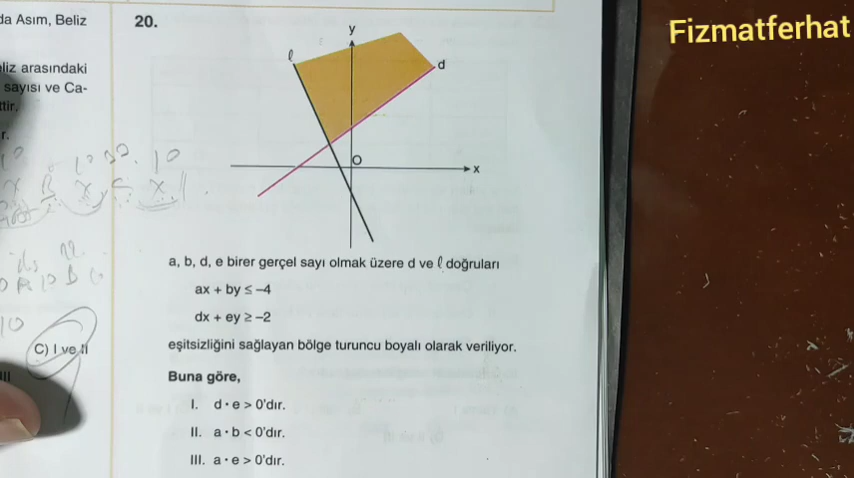 Fizmatferhat
da Asım, Beliz
eliz arasındaki
sayısı ve Ca-
ttir.
r.
C) I ve II
III
20.
y
ℓ
d
O
x
a, b, d, e birer gerçel sayı olmak üzere d ve ℓ doğruları
ax + by ≤ -4
dx + ey ≥ -2
eşitsizliğini sağlayan bölge turuncu boyalı olarak veriliyor.
Buna göre,
I. d • e > 0'dır.
II. a • b < 0'dır.
III. a • e > 0'dır.